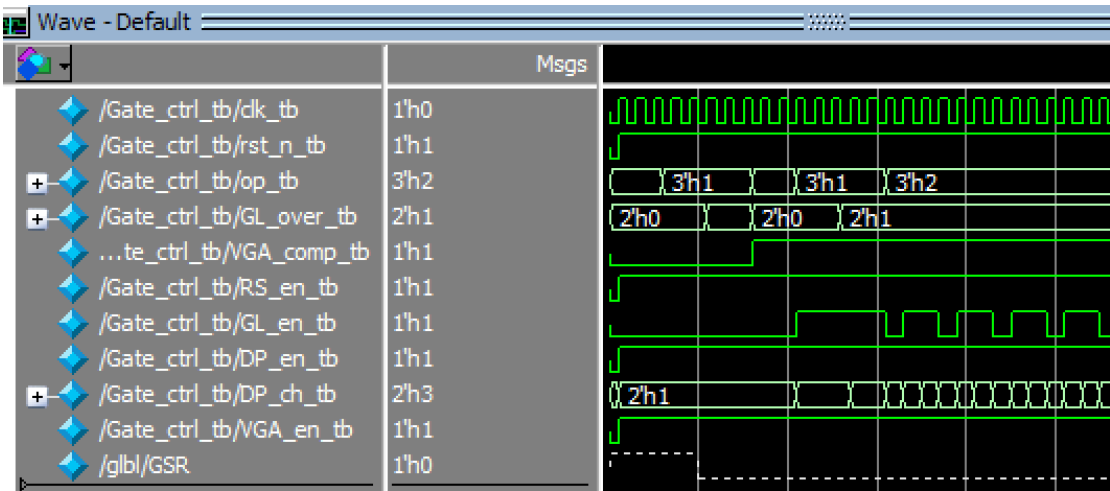 Wave - Default
Msgs
/Gate_ctrl_tb/clk_tb 1'h0
/Gate_ctrl_tb/rst_n_tb 1'h1
/Gate_ctrl_tb/op_tb 3'h2 3'h1 3'h1 3'h2
/Gate_ctrl_tb/GL_over_tb 2'h1 2'h0 2'h0 2'h1
...te_ctrl_tb/VGA_comp_tb 1'h1
/Gate_ctrl_tb/RS_en_tb 1'h1
/Gate_ctrl_tb/GL_en_tb 1'h1
/Gate_ctrl_tb/DP_en_tb 1'h1
/Gate_ctrl_tb/DP_ch_tb 2'h3 2'h1
/Gate_ctrl_tb/VGA_en_tb 1'h1
/glbl/GSR 1'h0